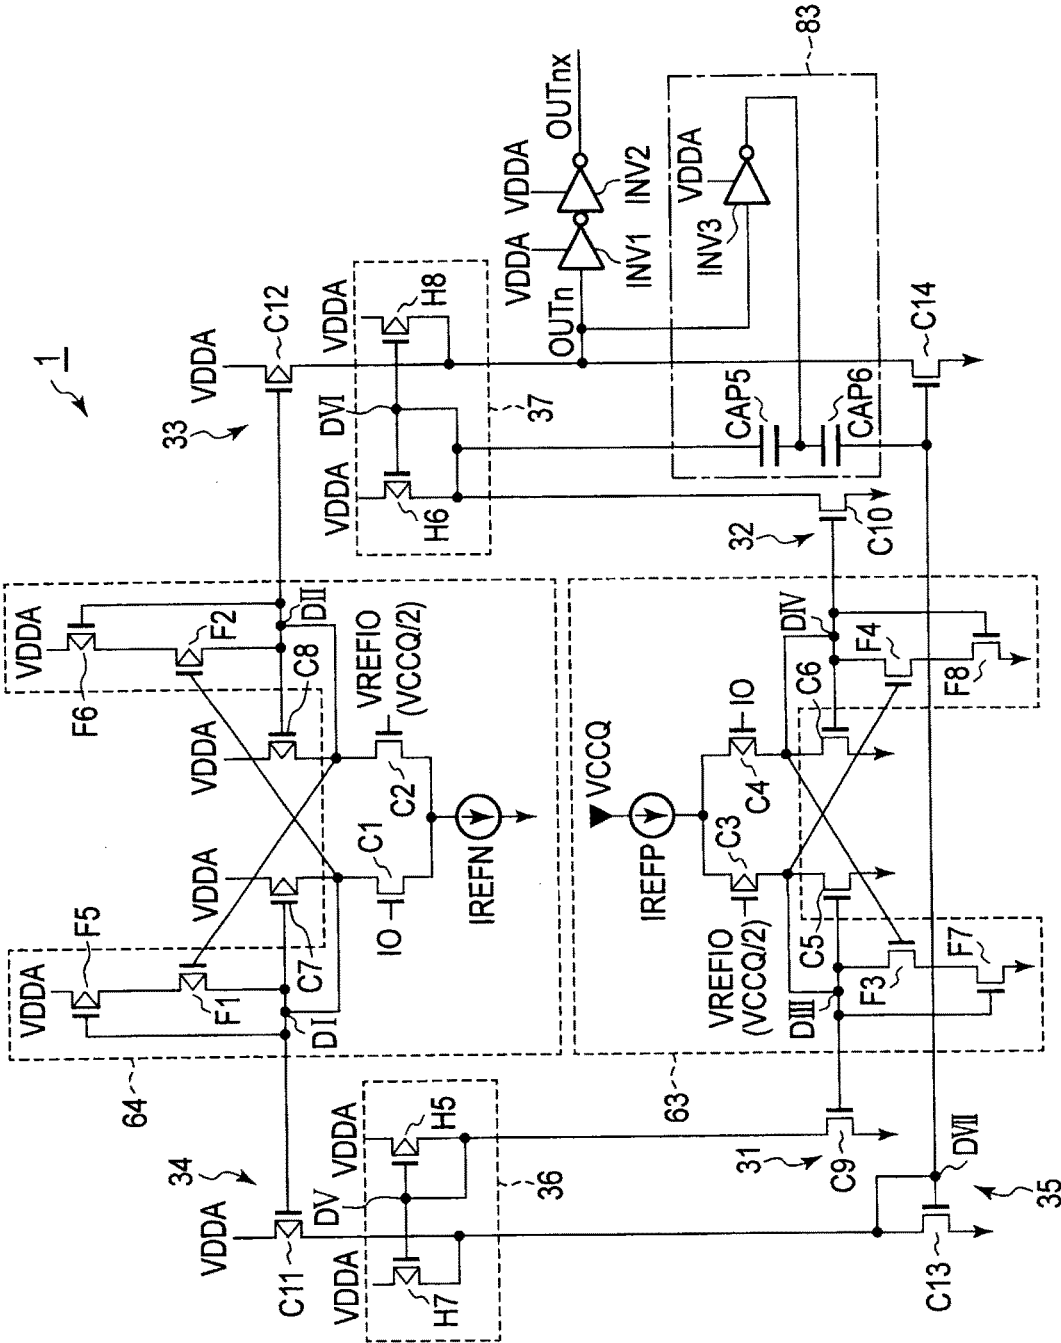 1
VDDA
C12
33
VDDA
H8
DVI
VDDA
H6
37
OUTn
VDDA
INV1
VDDA
INV2
OUTnx
83
VDDA
INV3
CAP5
CAP6
C14
32
C10
VDDA
F6
F2
DII
VDDA
C8
VREFIO
(VCCQ/2)
C2
VDDA
C7
C1
IO
IREFN
VDDA
F5
F1
DI
64
VCCQ
IREFP
IO
C4
C3
VREFIO
(VCCQ/2)
DIV
C6
F4
F8
C5
DIII
F3
F7
63
34
VDDA
C11
VDDA
H5
DV
VDDA
H7
36
31
C9
DVII
35
C13